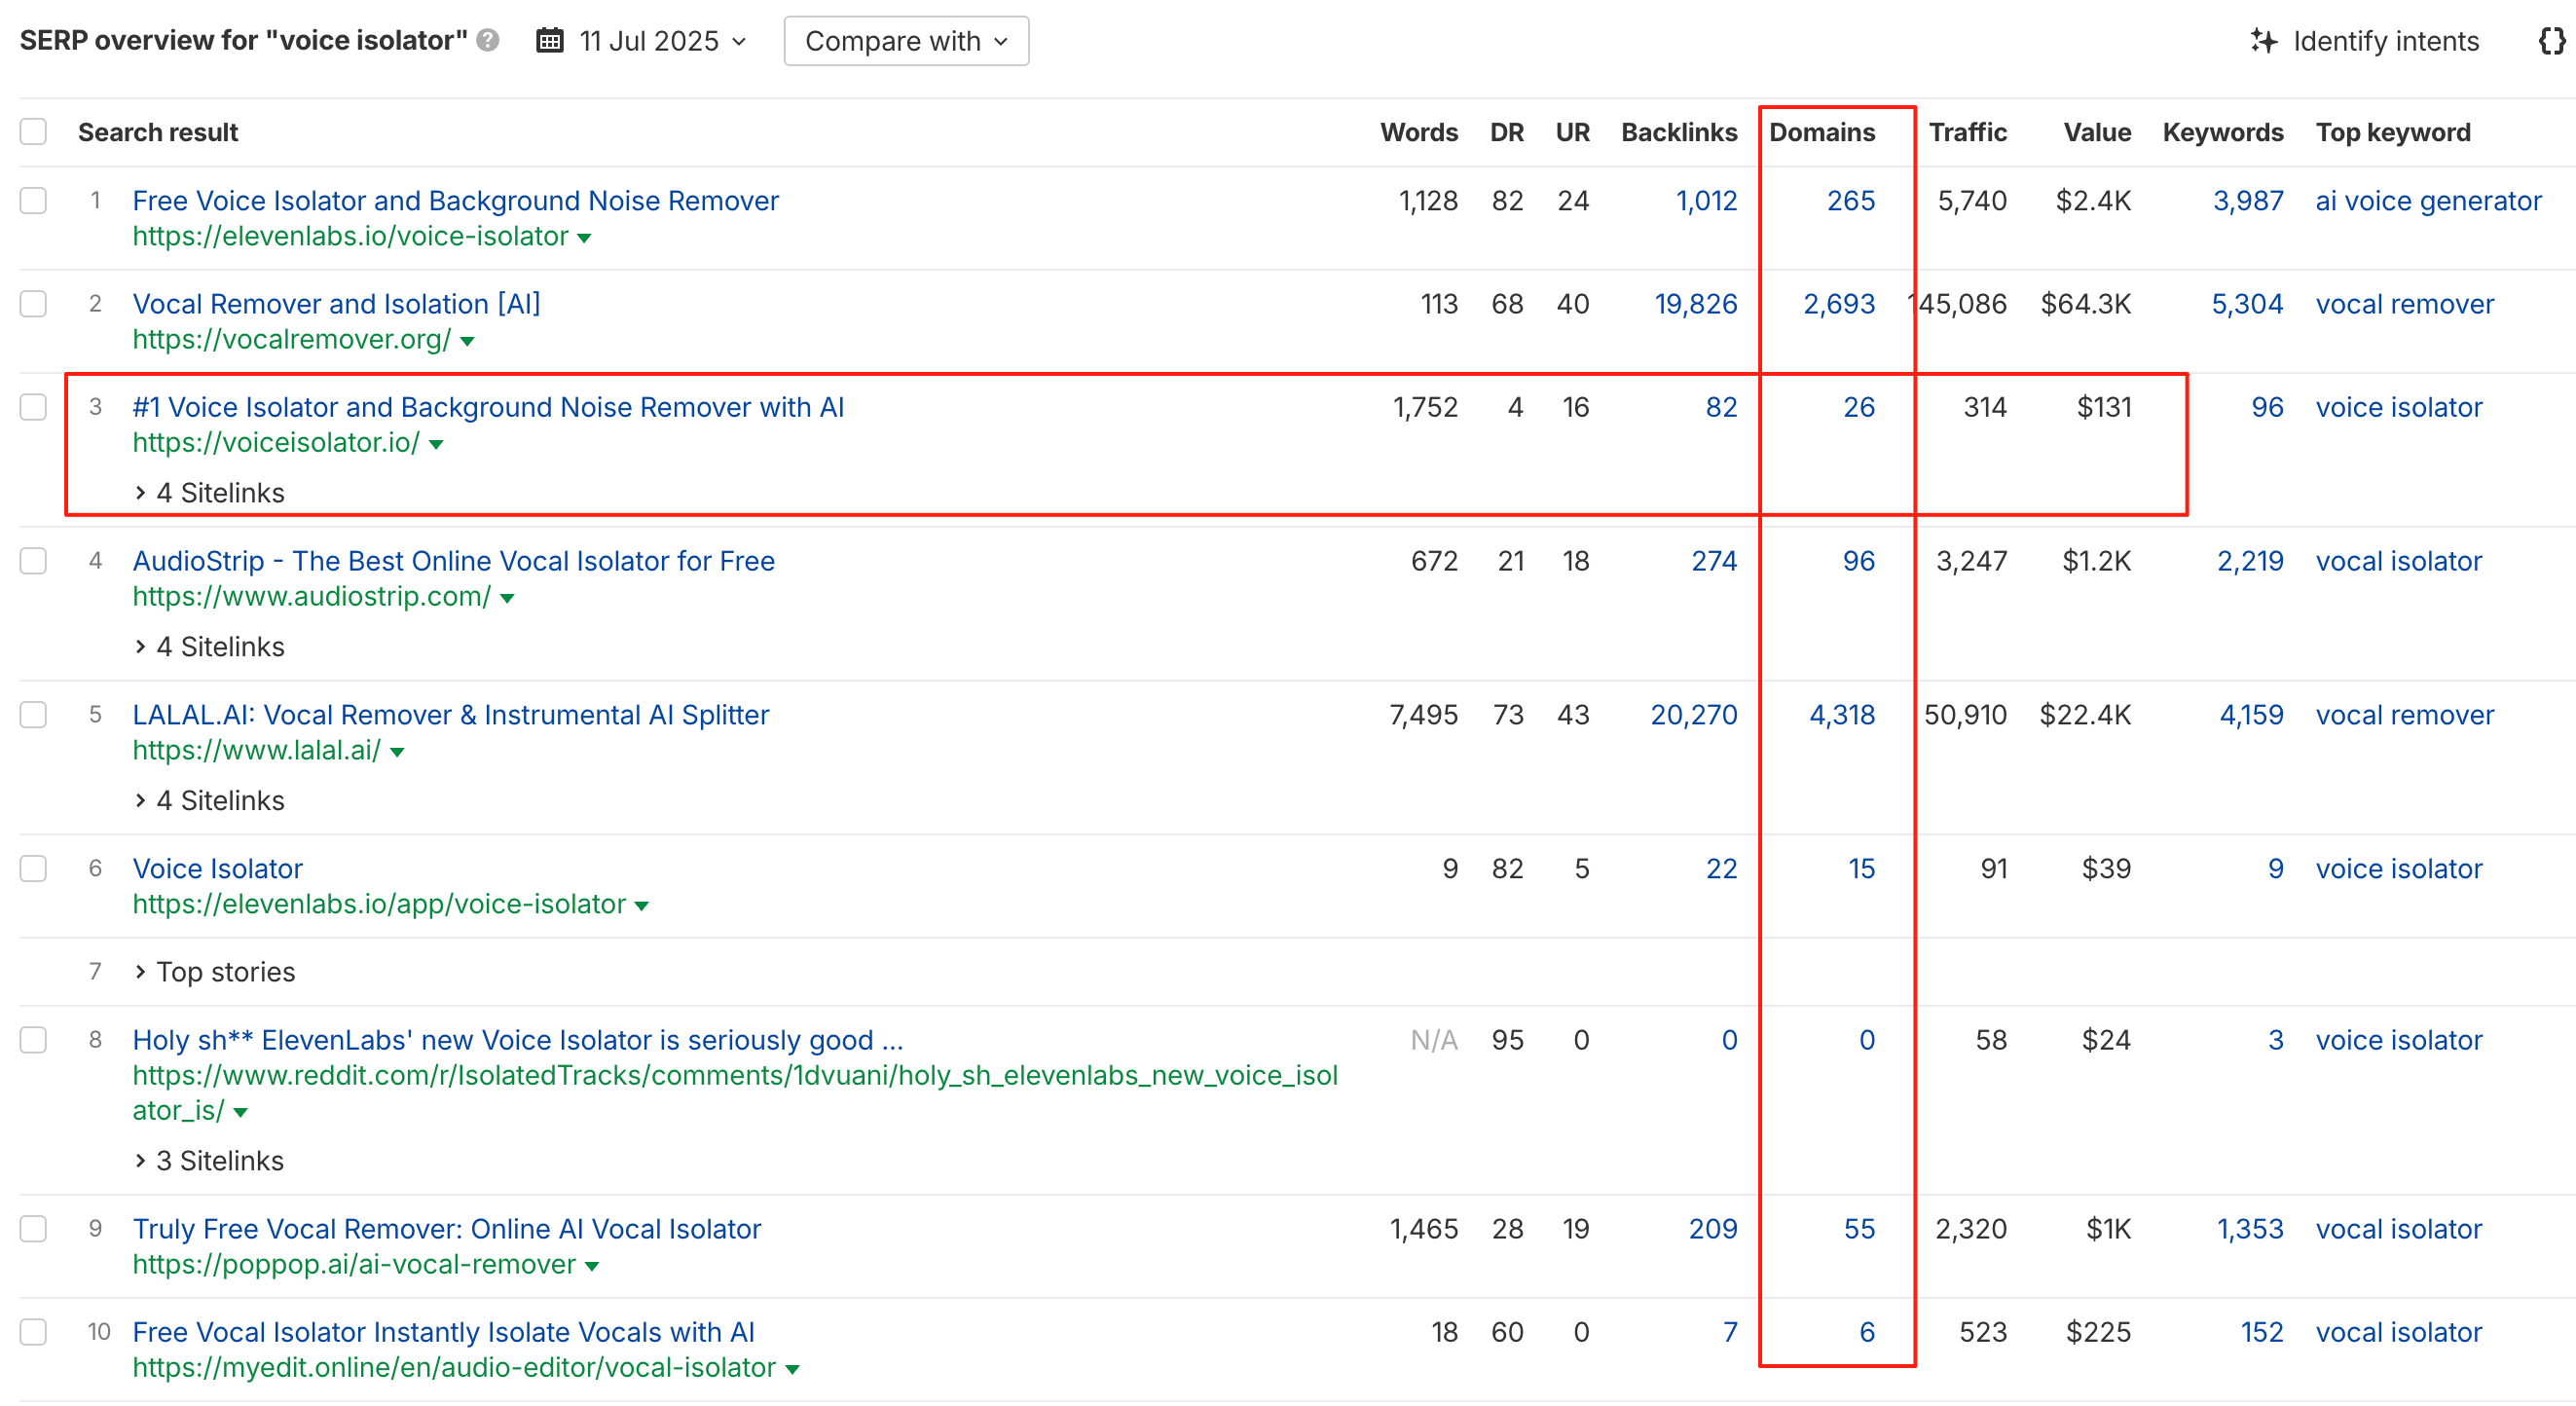 SERP overview for "voice isolator" ? 11 Jul 2025 Compare with Identify intents {}
Search result Words DR UR Backlinks Domains Traffic Value Keywords Top keyword
1 Free Voice Isolator and Background Noise Remover 1,128 82 24 1,012 265 5,740 $2.4K 3,987 ai voice generator
https://elevenlabs.io/voice-isolator
2 Vocal Remover and Isolation [AI] 113 68 40 19,826 2,693 145,086 $64.3K 5,304 vocal remover
https://vocalremover.org/
3 #1 Voice Isolator and Background Noise Remover with AI 1,752 4 16 82 26 314 $131 96 voice isolator
https://voiceisolator.io/
4 Sitelinks
4 AudioStrip - The Best Online Vocal Isolator for Free 672 21 18 274 96 3,247 $1.2K 2,219 vocal isolator
https://www.audiostrip.com/
4 Sitelinks
5 LALAL.AI: Vocal Remover & Instrumental AI Splitter 7,495 73 43 20,270 4,318 50,910 $22.4K 4,159 vocal remover
https://www.lalal.ai/
4 Sitelinks
6 Voice Isolator 9 82 5 22 15 91 $39 9 voice isolator
https://elevenlabs.io/app/voice-isolator
7 Top stories
8 Holy sh** ElevenLabs' new Voice Isolator is seriously good ... N/A 95 0 0 0 58 $24 3 voice isolator
https://www.reddit.com/r/IsolatedTracks/comments/1dvuani/holy_sh_elevenlabs_new_voice_isol
ator_is/
3 Sitelinks
9 Truly Free Vocal Remover: Online AI Vocal Isolator 1,465 28 19 209 55 2,320 $1K 1,353 vocal isolator
https://poppop.ai/ai-vocal-remover
10 Free Vocal Isolator Instantly Isolate Vocals with AI 18 60 0 7 6 523 $225 152 vocal isolator
https://myedit.online/en/audio-editor/vocal-isolator